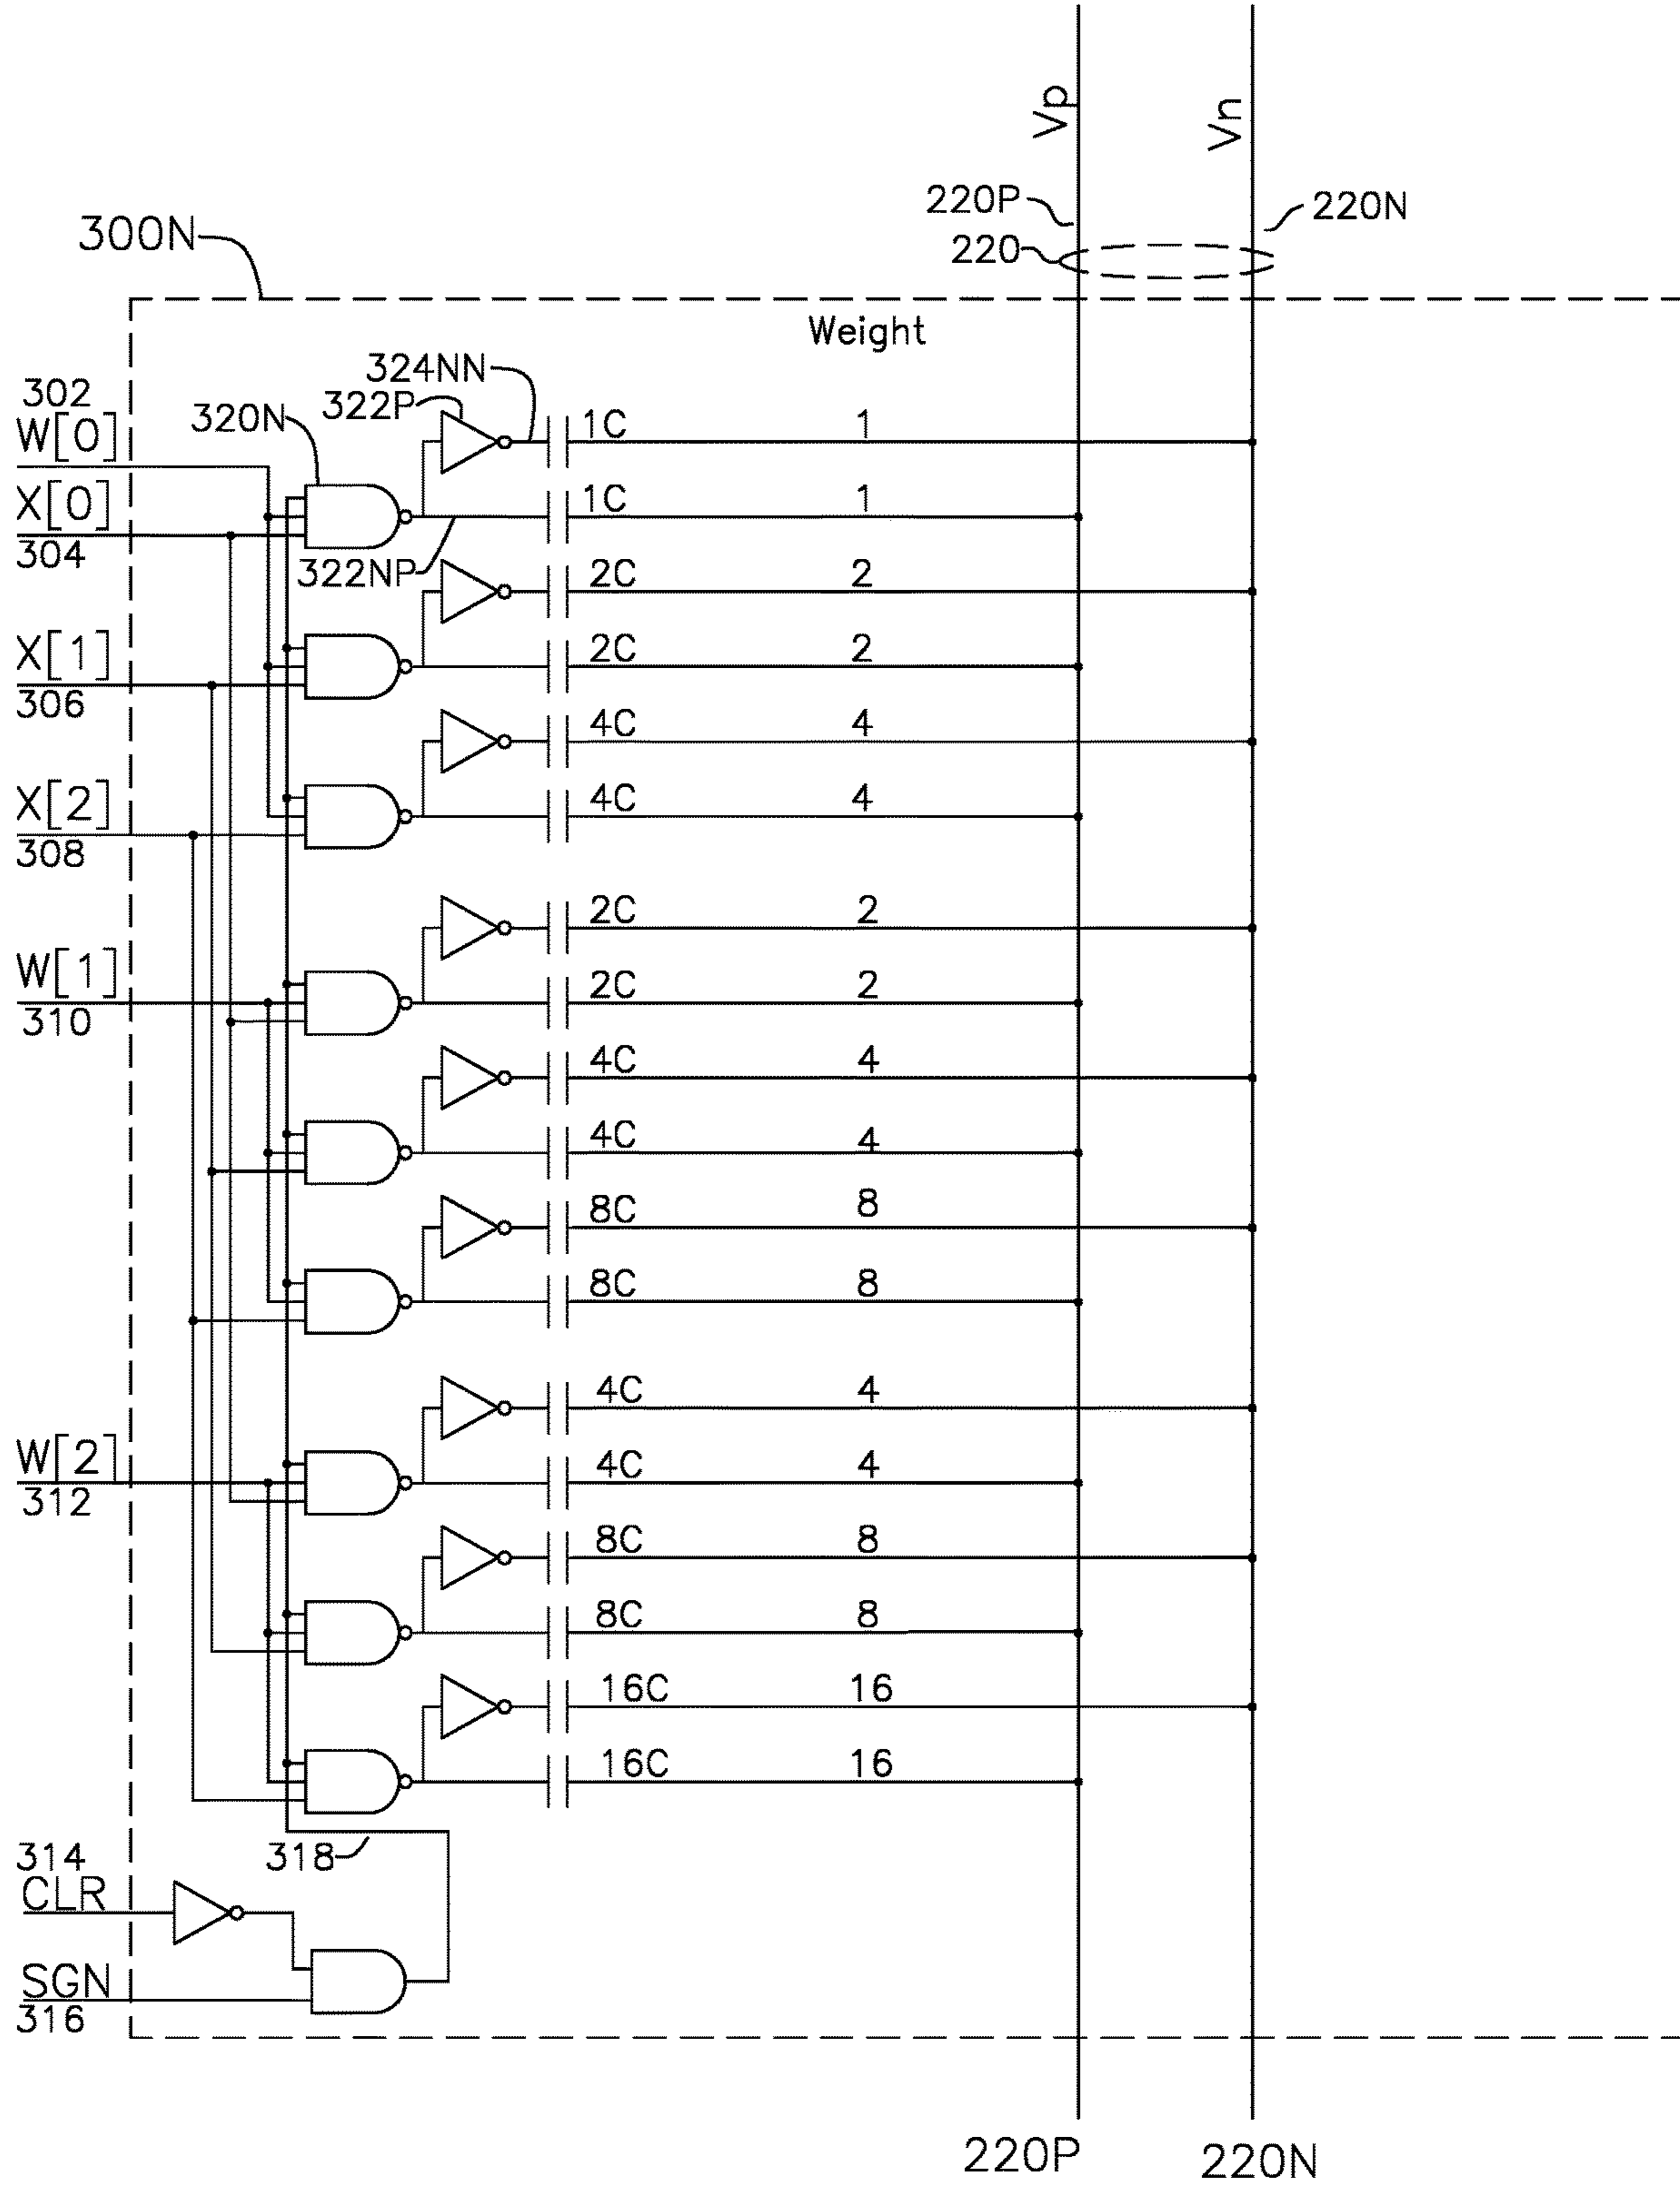 Vp
Vn
220P
220N
220
300N
Weight
324NN
302
322P
W[0]
320N
1C 1
X[0]
1C 1
304
322NP
2C 2
X[1]
2C 2
306
4C 4
X[2]
4C 4
308
2C 2
W[1]
2C 2
310
4C 4
4C 4
8C 8
8C 8
4C 4
W[2]
4C 4
312
8C 8
8C 8
16C 16
16C 16
318
314
CLR
SGN
316
220P
220N